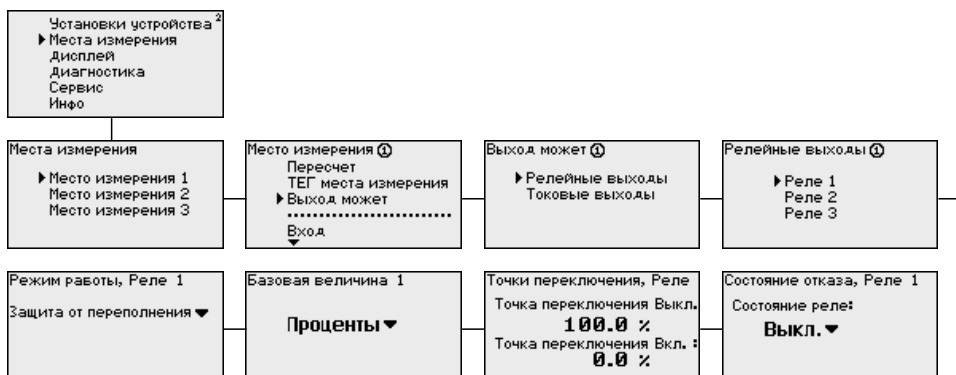 Установки устройства 2
Места измерения
Дисплей
Диагностика
Сервис
Инфо
Места измерения
Место измерения 1
Место измерения 2
Место измерения 3
Место измерения ①
Пересчет
ТЕГ места измерения
Выход может
Вход
Выход может ①
Релейные выходы
Токовые выходы
Релейные выходы ①
Реле 1
Реле 2
Реле 3
Режим работы, Реле 1
Защита от переполнения
Базовая величина 1
Проценты
Точки переключения, Реле
Точка переключения Выкл.
100.0 %
Точка переключения Вкл. :
0.0 %
Состояние отказа, Реле 1
Состояние реле:
Выкл.